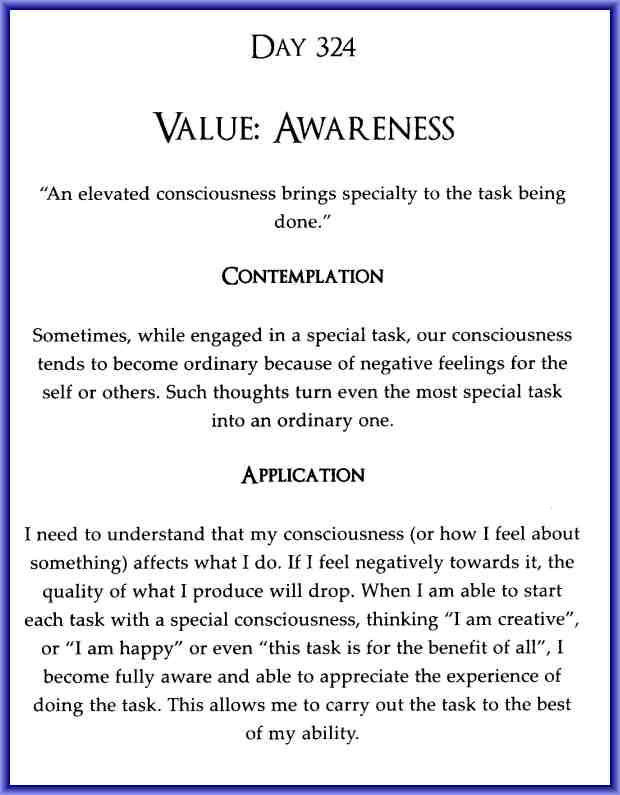 DAY 324
VALUE: AWARENESS
“An elevated consciousness brings specialty to the task being
done.”
CONTEMPLATION
Sometimes, while engaged in a special task, our consciousness
tends to become ordinary because of negative feelings for the
self or others. Such thoughts turn even the most special task
into an ordinary one.
APPLICATION
I need to understand that my consciousness (or how I feel about
something) affects what I do. If I feel negatively towards it, the
quality of what I produce will drop. When I am able to start
each task with a special consciousness, thinking “I am creative”,
or “I am happy” or even “this task is for the benefit of all”, I
become fully aware and able to appreciate the experience of
doing the task. This allows me to carry out the task to the best
of my ability.